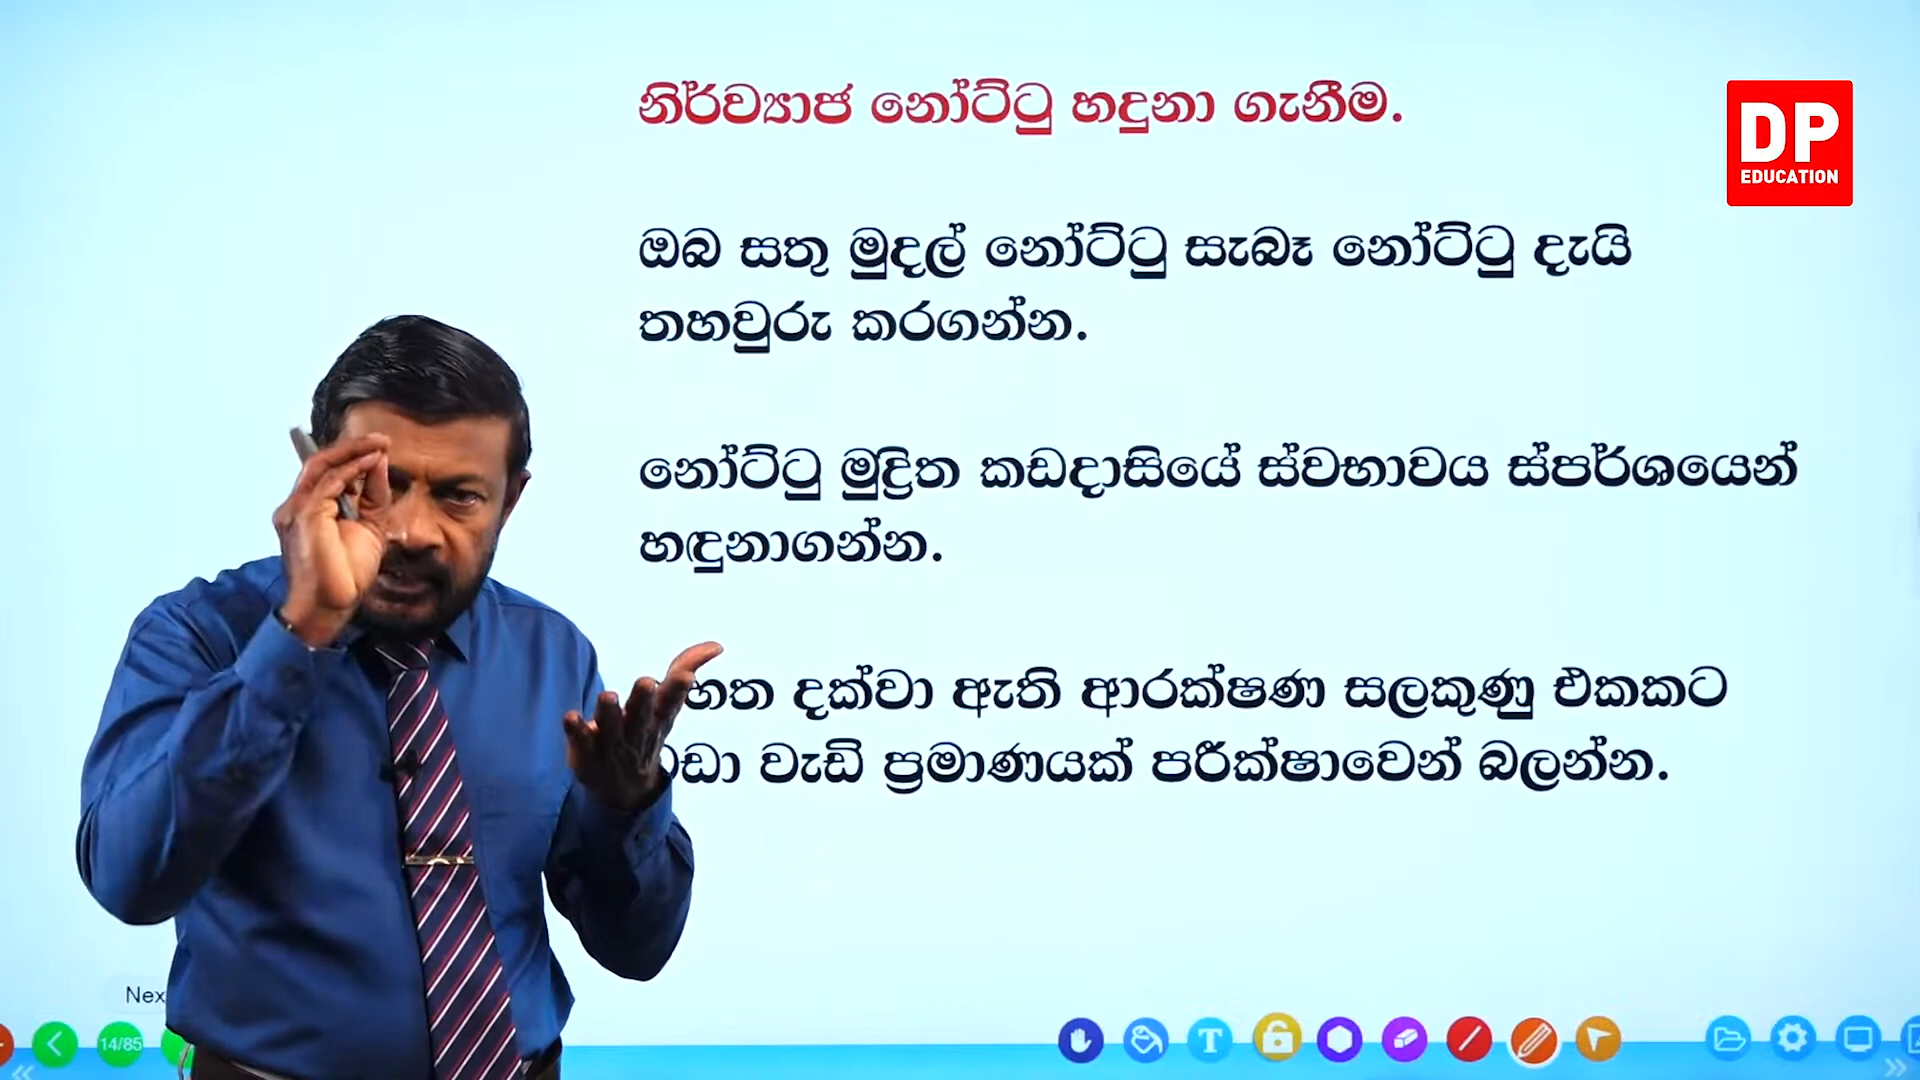 නිර්ව්‍යාජ නෝට්ටු හදුනා ගැනීම.
DP
EDUCATION
ඔබ සතු මුදල් නෝට්ටු සැබෑ නෝට්ටු දැයි
තහවුරු කරගන්න.
නෝට්ටු මුද්‍රිත කඩදාසියේ ස්වභාවය ස්පර්ශයෙන්
හඳුනාගන්න.
දක්වා ඇති ආරක්ෂණ සලකුණු එකකට
වැඩි ප්‍රමාණයක් පරීක්ෂාවෙන් බලන්න.
14/85
T